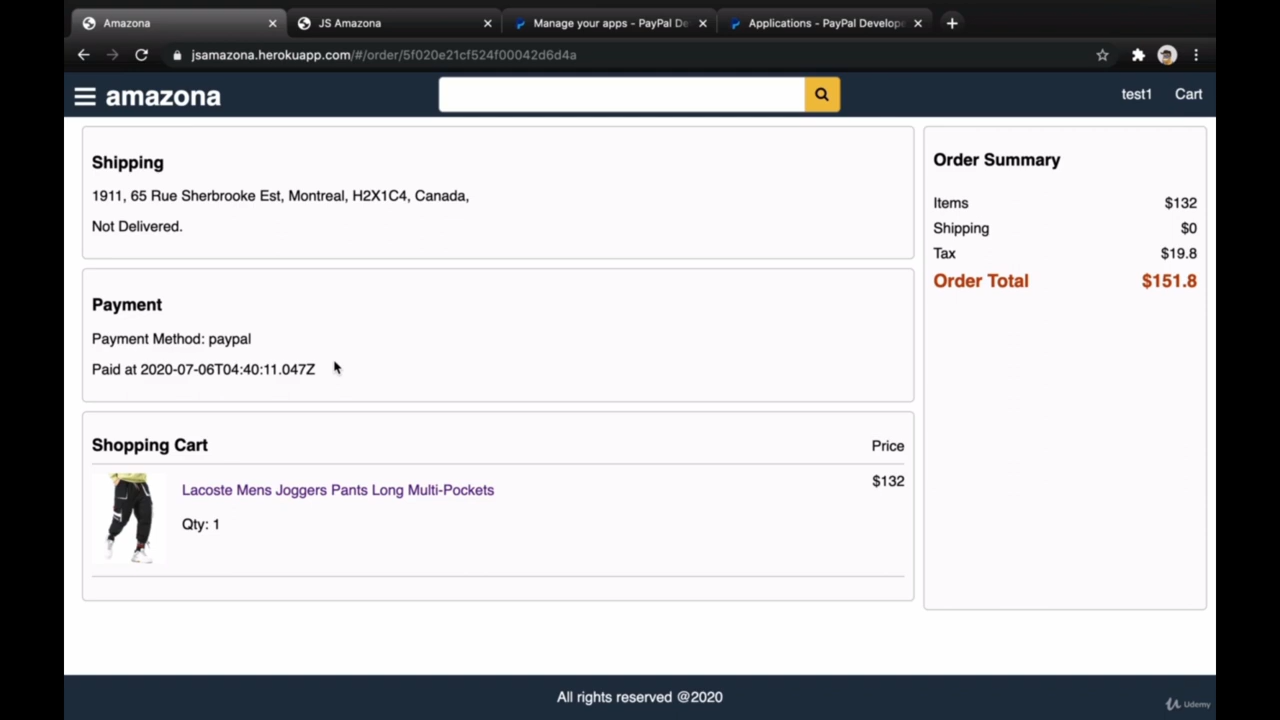 Amazona
JS Amazona
Manage your apps - PayPal De
Applications - PayPal Develope
jsamazona.herokuapp.com/#/order/5f020e21cf524f00042d6d4a
amazona
test1
Cart
Shipping
1911, 65 Rue Sherbrooke Est, Montreal, H2X1C4, Canada,
Not Delivered.
Payment
Payment Method: paypal
Paid at 2020-07-06T04:40:11.047Z
Shopping Cart
Price
Lacoste Mens Joggers Pants Long Multi-Pockets
$132
Qty: 1
Order Summary
Items $132
Shipping $0
Tax $19.8
Order Total $151.8
All rights reserved @2020
Udemy